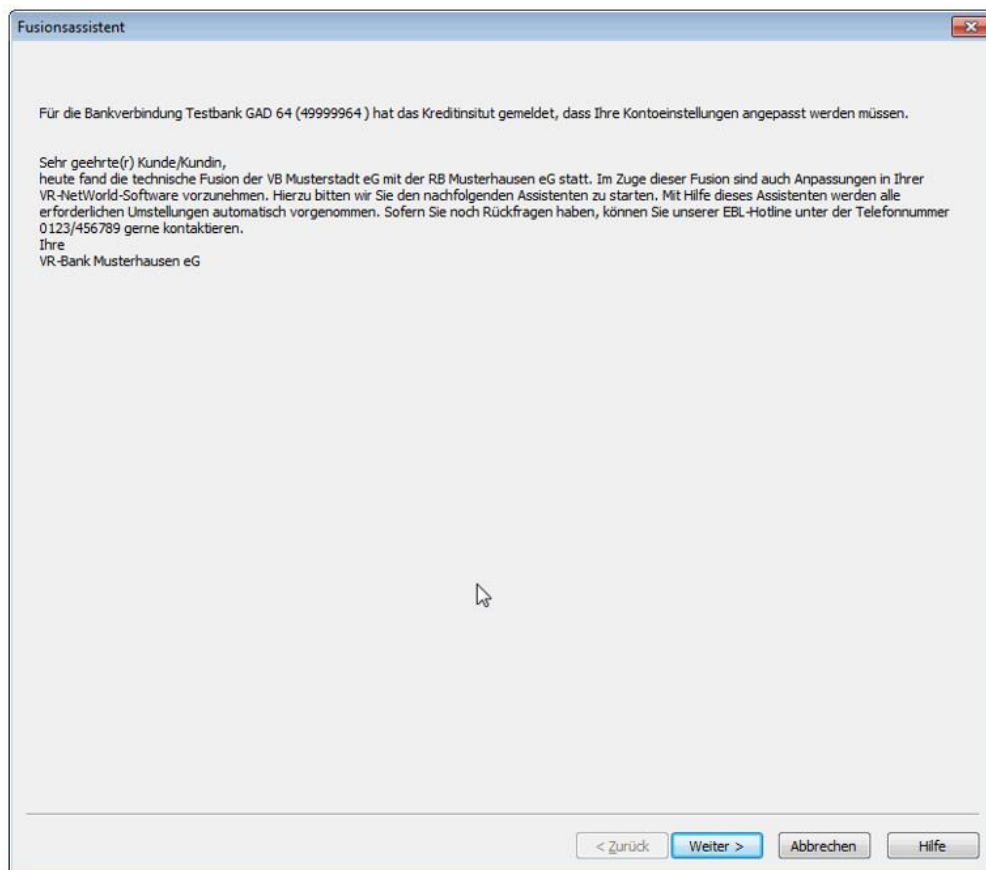 Fusionsassistent
Für die Bankverbindung Testbank GAD 64 (49999964 ) hat das Kreditinsitut gemeldet, dass Ihre Kontoeinstellungen angepasst werden müssen.
Sehr geehrte(r) Kunde/Kundin,
heute fand die technische Fusion der VB Musterstadt eG mit der RB Musterhausen eG statt. Im Zuge dieser Fusion sind auch Anpassungen in Ihrer
VR-NetWorld-Software vorzunehmen. Hierzu bitten wir Sie den nachfolgenden Assistenten zu starten. Mit Hilfe dieses Assistenten werden alle
erforderlichen Umstellungen automatisch vorgenommen. Sofern Sie noch Rückfragen haben, können Sie unserer EBL-Hotline unter der Telefonnummer
0123/456789 gerne kontaktieren.
Ihre
VR-Bank Musterhausen eG
< Zurück Weiter > Abbrechen Hilfe